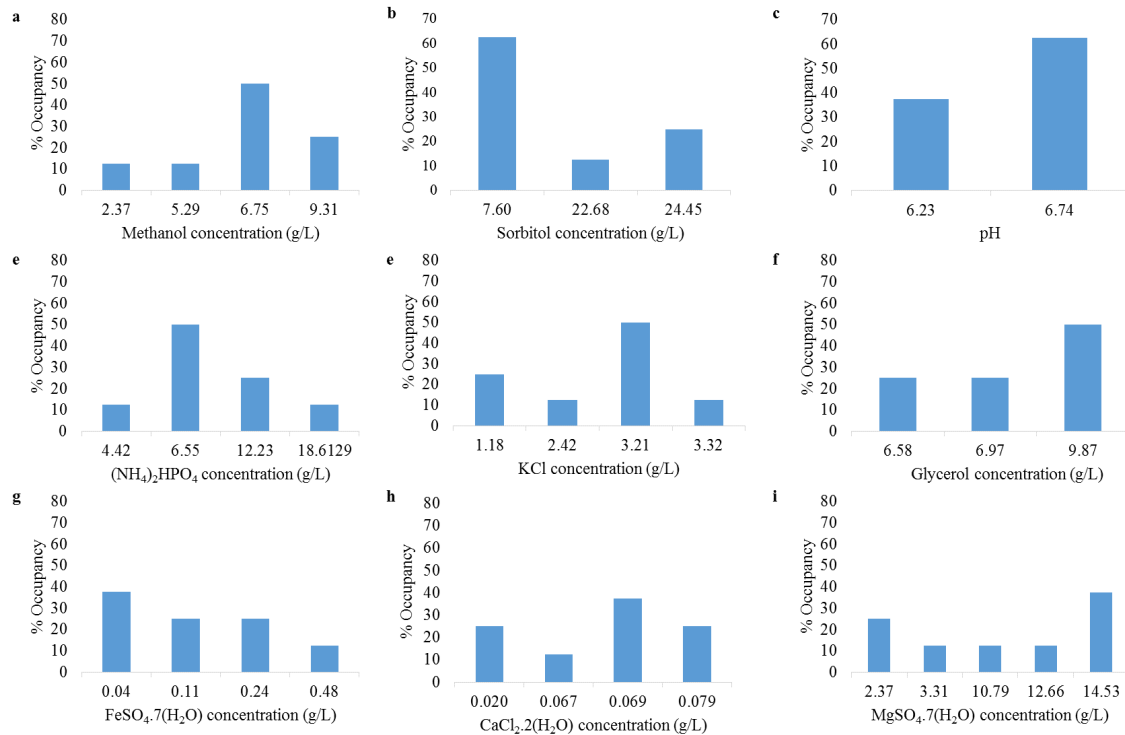 a
80
70
60
50
40
30
20
10
0
% Occupancy
2.37 5.29 6.75 9.31
Methanol concentration (g/L)
b
70
60
50
40
30
20
10
0
% Occupancy
7.60 22.68 24.45
Sorbitol concentration (g/L)
c
70
60
50
40
30
20
10
0
% Occupancy
6.23 6.74
pH
e
80
70
60
50
40
30
20
10
0
% Occupancy
4.42 6.55 12.23 18.6129
(NH₄)₂HPO₄ concentration (g/L)
e
80
70
60
50
40
30
20
10
0
% Occupancy
1.18 2.42 3.21 3.32
KCl concentration (g/L)
f
80
70
60
50
40
30
20
10
0
% Occupancy
6.58 6.97 9.87
Glycerol concentration (g/L)
g
80
70
60
50
40
30
20
10
0
% Occupancy
0.04 0.11 0.24 0.48
FeSO₄.7(H₂O) concentration (g/L)
h
80
70
60
50
40
30
20
10
0
% Occupancy
0.020 0.067 0.069 0.079
CaCl₂.2(H₂O) concentration (g/L)
i
80
70
60
50
40
30
20
10
0
% Occupancy
2.37 3.31 10.79 12.66 14.53
MgSO₄.7(H₂O) concentration (g/L)